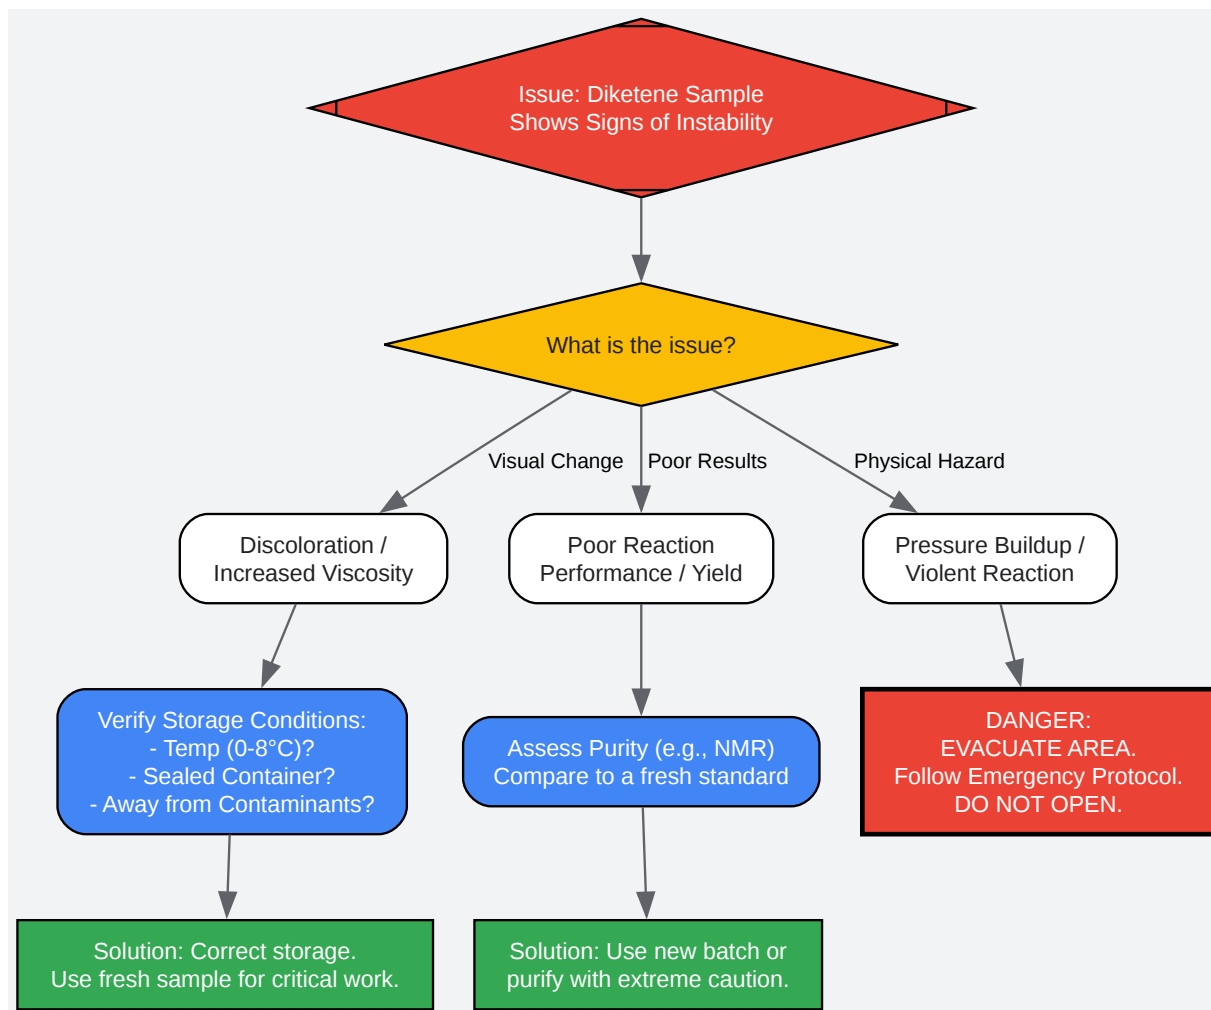 Issue: Diketene Sample
Shows Signs of Instability
What is the issue?
Visual Change
Poor Results
Physical Hazard
Discoloration /
Increased Viscosity
Poor Reaction
Performance / Yield
Pressure Buildup /
Violent Reaction
Verify Storage Conditions:
- Temp (0-8°C)?
- Sealed Container?
- Away from Contaminants?
Assess Purity (e.g., NMR)
Compare to a fresh standard
DANGER:
EVACUATE AREA.
Follow Emergency Protocol.
DO NOT OPEN.
Solution: Correct storage.
Use fresh sample for critical work.
Solution: Use new batch or
purify with extreme caution.